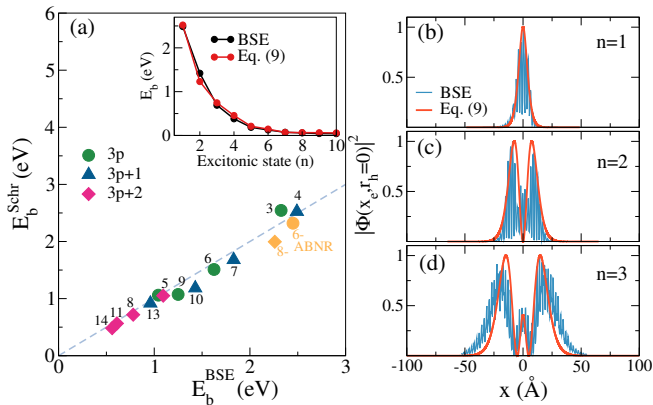 (a)
E_b^Schr (eV)
6
5
4
3
2
1
0
0
1
2
3
E_b^BSE (eV)
3p
3p+1
3p+2
3
4
6-ABNR
8-
6
7
5
9
10
8
13
11
14
E_b (eV)
3
2
1
0
2
4
6
8
10
Excitonic state (n)
BSE
Eq. (9)
|Φ(x_e,r_h=0)|^2
(b)
n=1
1
0.5
BSE
Eq. (9)
(c)
n=2
1
0.5
(d)
n=3
1
0.5
0
-100
-50
0
50
100
x (Å)